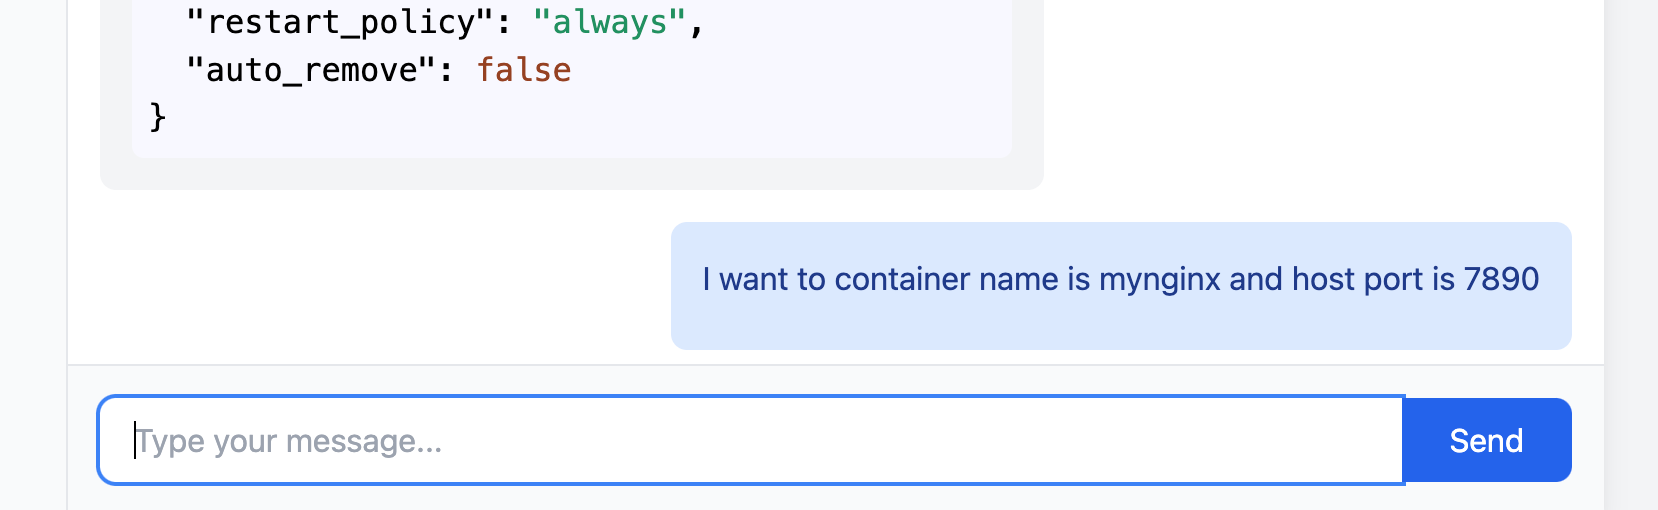 "restart_policy": "always",
"auto_remove": false
}
I want to container name is mynginx and host port is 7890
Type your message...
Send